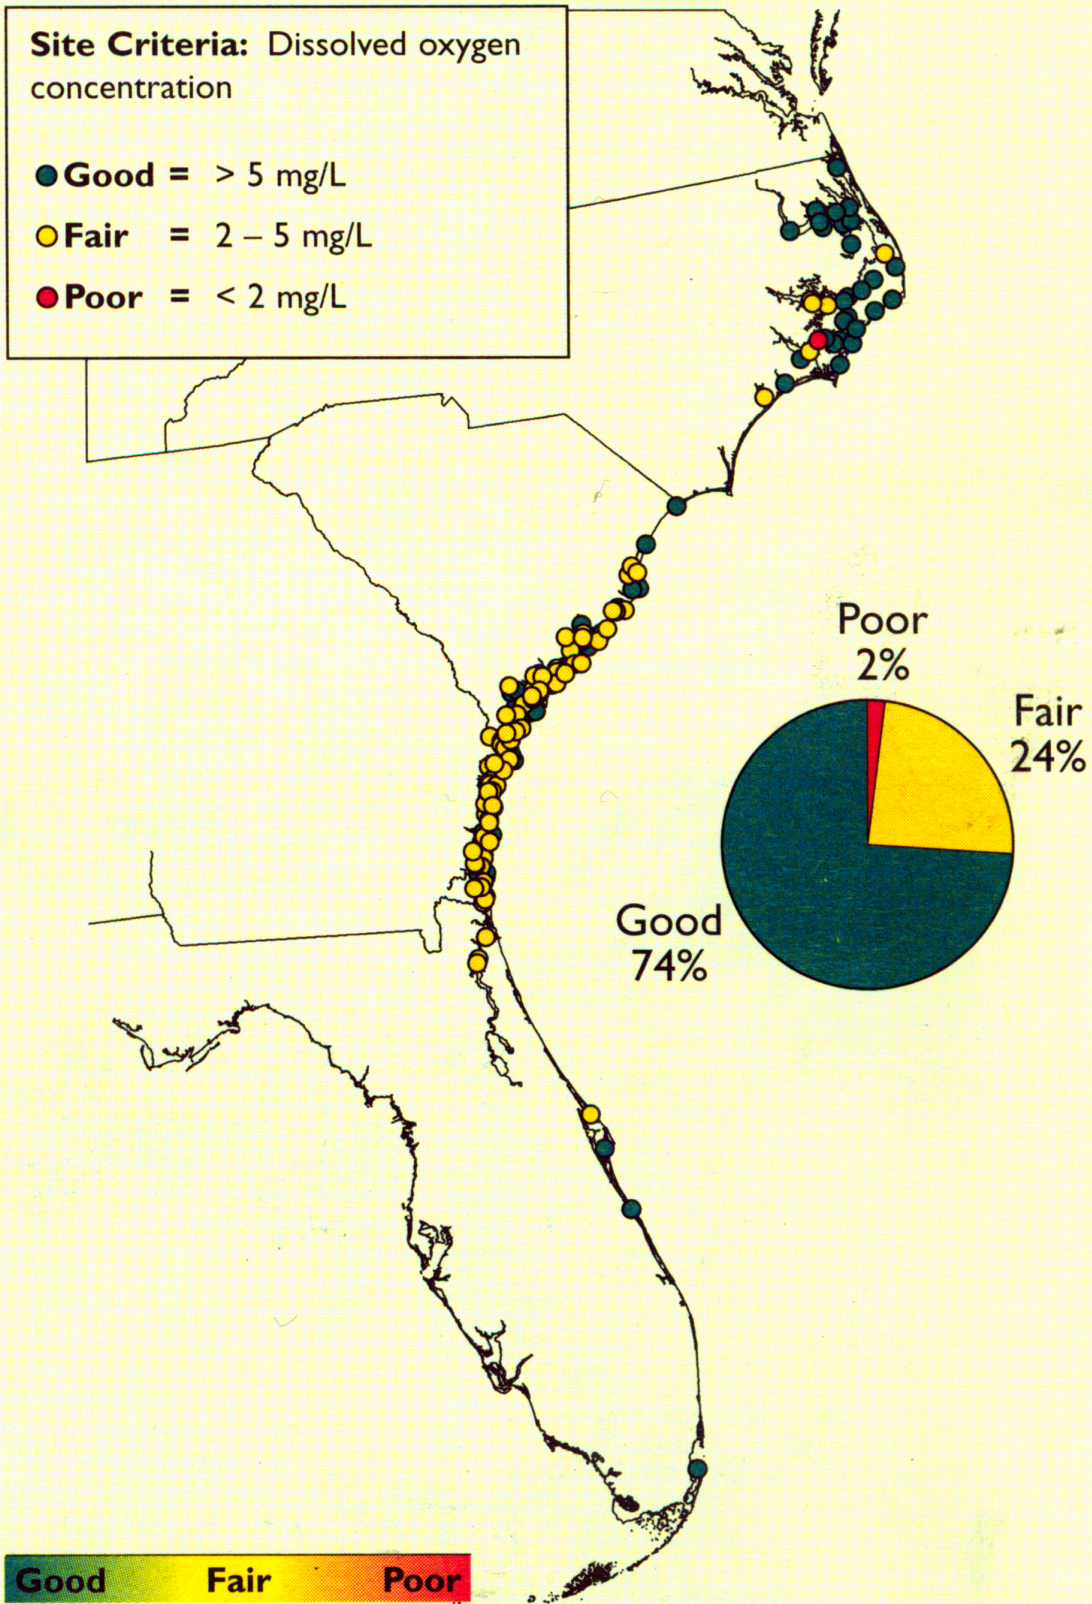 Site Criteria: Dissolved oxygen
concentration
Good = > 5 mg/L
Fair = 2 – 5 mg/L
Poor = < 2 mg/L
Poor
2%
Fair
24%
Good
74%
Good Fair Poor